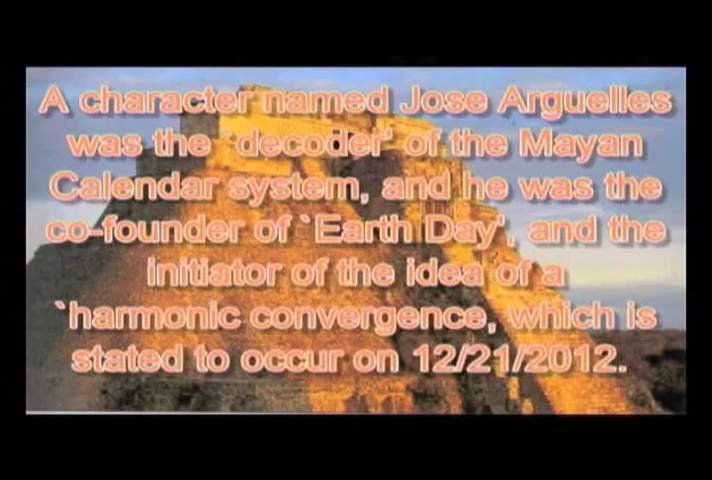 A character named Jose Arguelles
was the `decoder' of the Mayan
Calendar system, and he was the
co-founder of `Earth Day', and the
initiator of the idea of a
`harmonic convergence, which is
stated to occur on 12/21/2012.